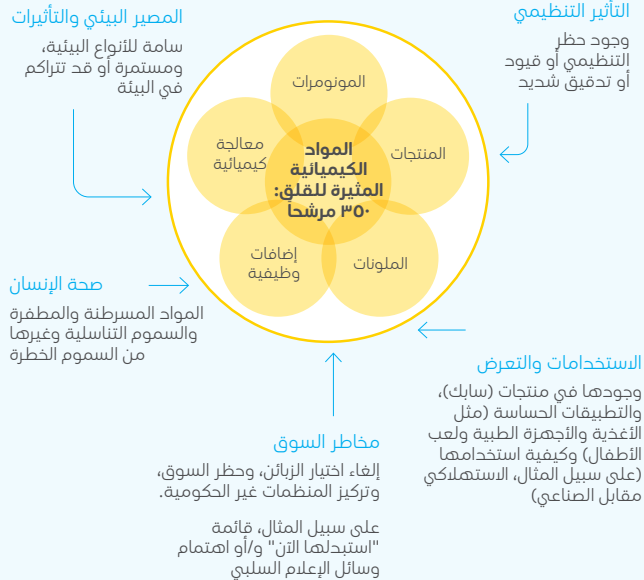 التأثير التنظيمي
وجود حظر
التنظيمي أو قيود
أو تدقيق شديد
المصير البيئي والتأثيرات
سامة للأنواع البيئية،
ومستمرة أو قد تتراكم
في البيئة
المونومرات
المنتجات
معالجة
كيميائية
المواد
الكيميائية
المثيرة للقلق:
٣٥٠ مرشحاً
الملونات
إضافات
وظيفية
صحة الإنسان
المواد المسرطنة والمطفرة
والسموم التناسلية وغيرها
من السموم الخطرة
الاستخدامات والتعرض
وجودها في منتجات (سابك)،
والتطبيقات الحساسة (مثل
الأغذية والأجهزة الطبية ولعب
الأطفال) وكيفية استخدامها
(على سبيل المثال، الاستهلاكي
مقابل الصناعي)
مخاطر السوق
إلغاء اختيار الزبائن، وحظر السوق،
وتركيز المنظمات غير الحكومية.
على سبيل المثال، قائمة
"استبدلها الآن" و/أو اهتمام
وسائل الإعلام السلبي